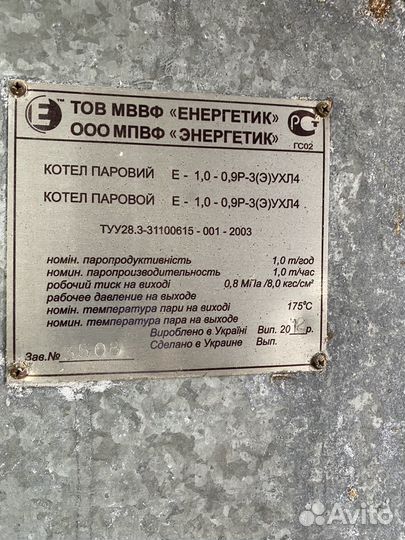 Е™ ТОВ МВВФ «ЕНЕРГЕТИК»
ООО МПВФ «ЭНЕРГЕТИК»
РСТ
ГС02
КОТЕЛ ПАРОВИЙ Е - 1,0 - 0,9Р-3(Э)УХЛ4
КОТЕЛ ПАРОВОЙ Е - 1,0 - 0,9Р-3(Э)УХЛ4
ТУУ28.3-31100615 - 001 - 2003
номін. паропродуктивність 1,0 т/год
номин. паропроизводительность 1,0 т/час
робочий тиск на виході 0,8 МПа /8,0 кгс/см²
рабочее давление на выходе
номін. температура пари на виході 175°C
номин. температура пара на выходе
Вироблено в Україні Вип. 20 р.
Сделано в Украине Вып.
Зав.№
Avito